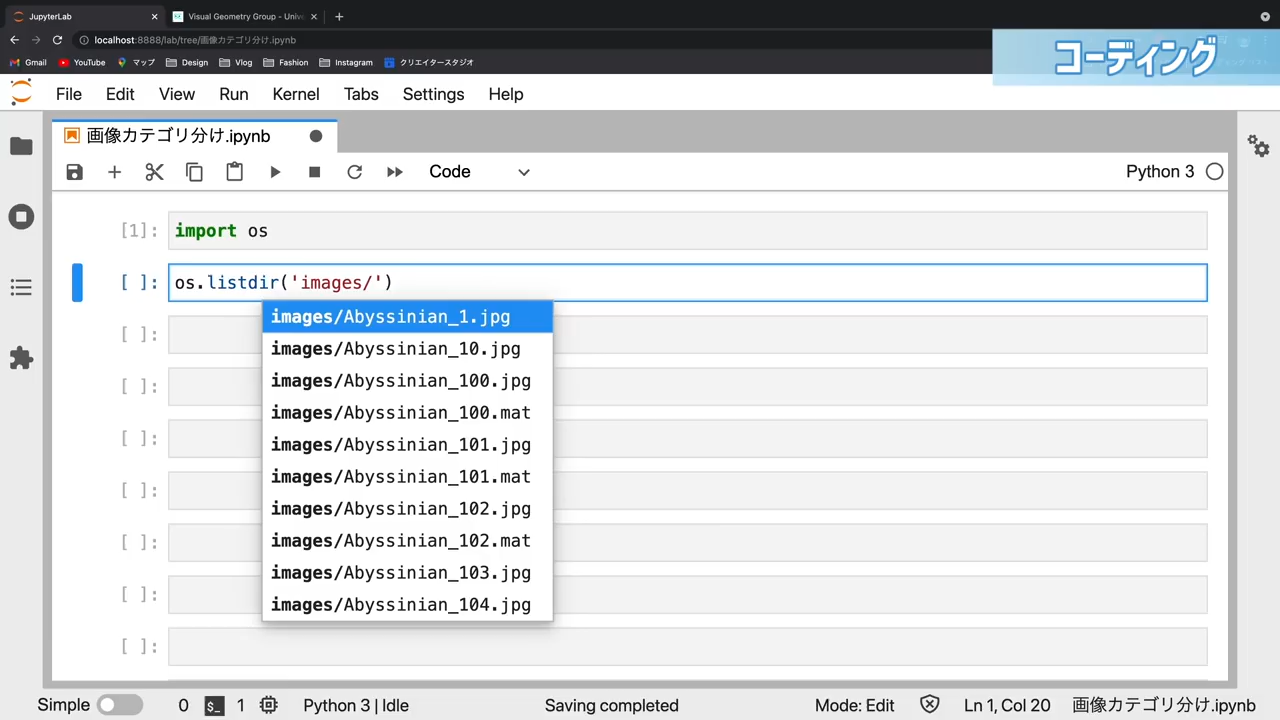 JupyterLab
Visual Geometry Group - Unive
localhost:8888/lab/tree/画像カテゴリ分け.ipynb
Gmail YouTube マップ Design Vlog Fashion Instagram クリエイタースタジオ
コーディング
File Edit View Run Kernel Tabs Settings Help
画像カテゴリ分け.ipynb
Code Python 3
[1]: import os
[ ]: os.listdir('images/')
images/Abyssinian_1.jpg
[ ]:
images/Abyssinian_10.jpg
images/Abyssinian_100.jpg
[ ]:
images/Abyssinian_100.mat
[ ]: images/Abyssinian_101.jpg
images/Abyssinian_101.mat
[ ]:
images/Abyssinian_102.jpg
[ ]: images/Abyssinian_102.mat
images/Abyssinian_103.jpg
[ ]:
images/Abyssinian_104.jpg
[ ]:
Simple 0 $_ 1 Python 3 | Idle Saving completed Mode: Edit Ln 1, Col 20 画像カテゴリ分け.ipynb